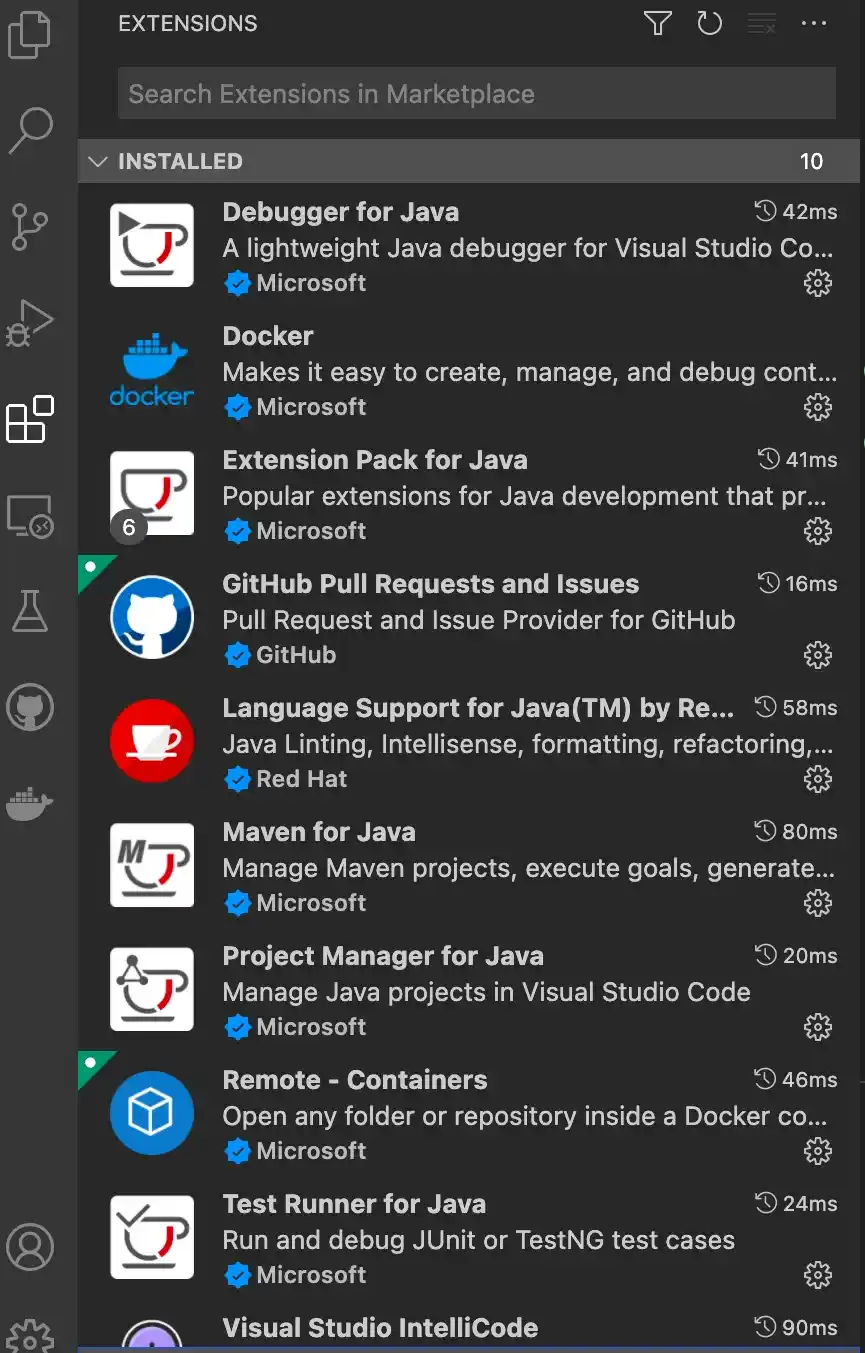 EXTENSIONS
Search Extensions in Marketplace
INSTALLED 10
Debugger for Java 42ms
A lightweight Java debugger for Visual Studio Co...
Microsoft
docker
Docker
Makes it easy to create, manage, and debug cont...
Microsoft
6
Extension Pack for Java 41ms
Popular extensions for Java development that pr...
Microsoft
GitHub Pull Requests and Issues 16ms
Pull Request and Issue Provider for GitHub
GitHub
Language Support for Java(TM) by Re... 58ms
Java Linting, Intellisense, formatting, refactoring,...
Red Hat
M
Maven for Java 80ms
Manage Maven projects, execute goals, generate...
Microsoft
Project Manager for Java 20ms
Manage Java projects in Visual Studio Code
Microsoft
Remote - Containers 46ms
Open any folder or repository inside a Docker co...
Microsoft
Test Runner for Java 24ms
Run and debug JUnit or TestNG test cases
Microsoft
Visual Studio IntelliCode 90ms